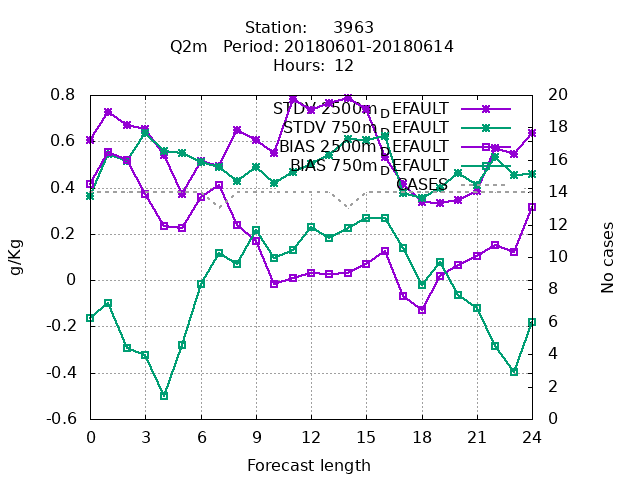 Station: 3963
Q2m Period: 20180601-20180614
Hours: 12
0.8
0.6
0.4
0.2
0
-0.2
-0.4
-0.6
g/Kg
20
18
16
14
12
10
8
6
4
2
0
No cases
STDV 2500m_DEFAULT
STDV 750m_DEFAULT
BIAS 2500m_DEFAULT
BIAS 750m_DEFAULT
CASES
0 3 6 9 12 15 18 21 24
Forecast length